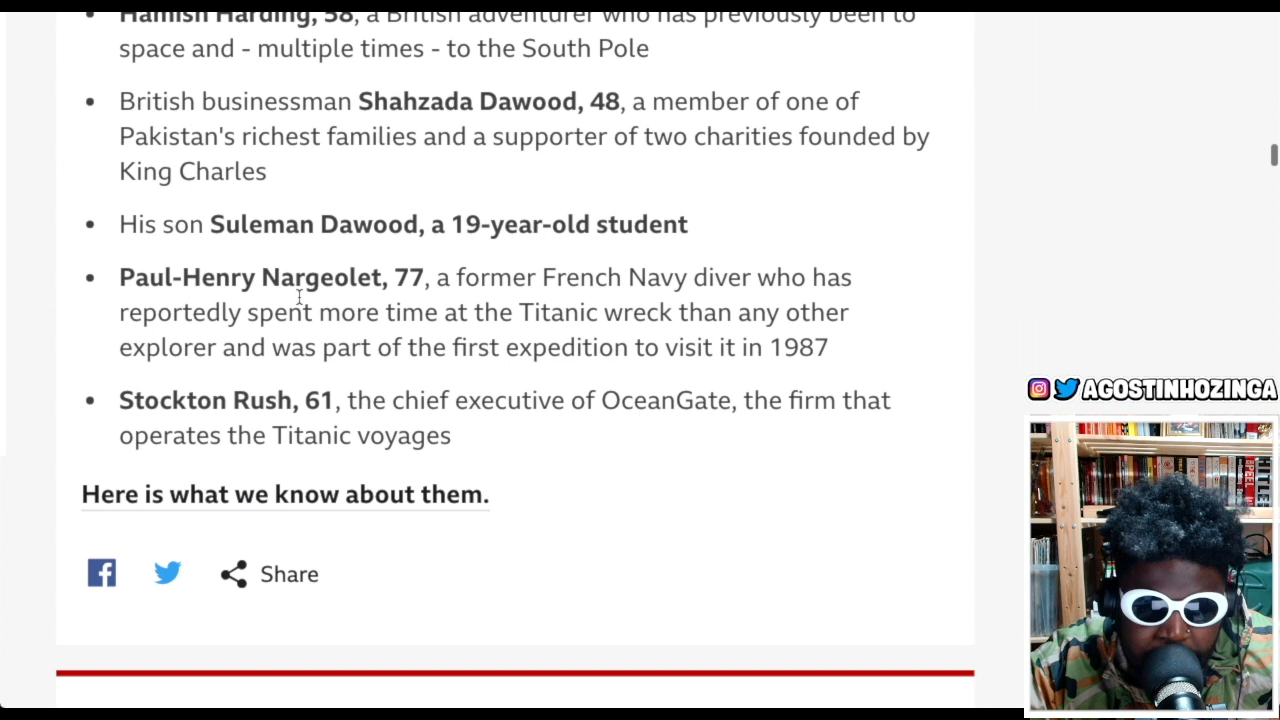 Hamish Harding, 58, a British adventurer who has previously been to
space and - multiple times - to the South Pole
British businessman Shahzada Dawood, 48, a member of one of
Pakistan's richest families and a supporter of two charities founded by
King Charles
His son Suleman Dawood, a 19-year-old student
Paul-Henry Nargeolet, 77, a former French Navy diver who has
reportedly spent more time at the Titanic wreck than any other
explorer and was part of the first expedition to visit it in 1987
Stockton Rush, 61, the chief executive of OceanGate, the firm that
operates the Titanic voyages
Here is what we know about them.
Share
AGOSTINHOZINGA